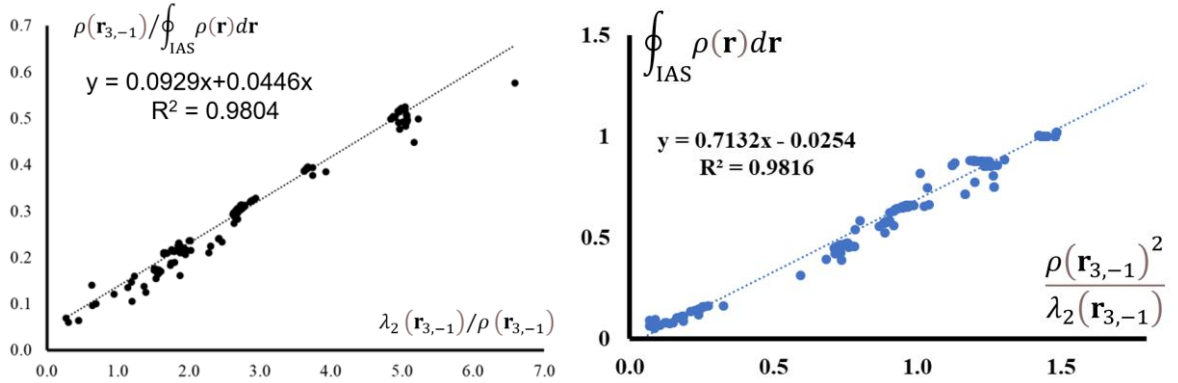 0.7
0.6
0.5
0.4
0.3
0.2
0.1
0.0
ρ(𝐫₃,₋₁)/∮_IAS ρ(𝐫)d𝐫
y = 0.0929x+0.0446x
R² = 0.9804
λ₂(𝐫₃,₋₁)/ρ(𝐫₃,₋₁)
0.0 1.0 2.0 3.0 4.0 5.0 6.0 7.0
1.5
1
0.5
0
∮_IAS ρ(𝐫)d𝐫
y = 0.7132x - 0.0254
R² = 0.9816
ρ(𝐫₃,₋₁)²
λ₂(𝐫₃,₋₁)
0.0 0.5 1.0 1.5